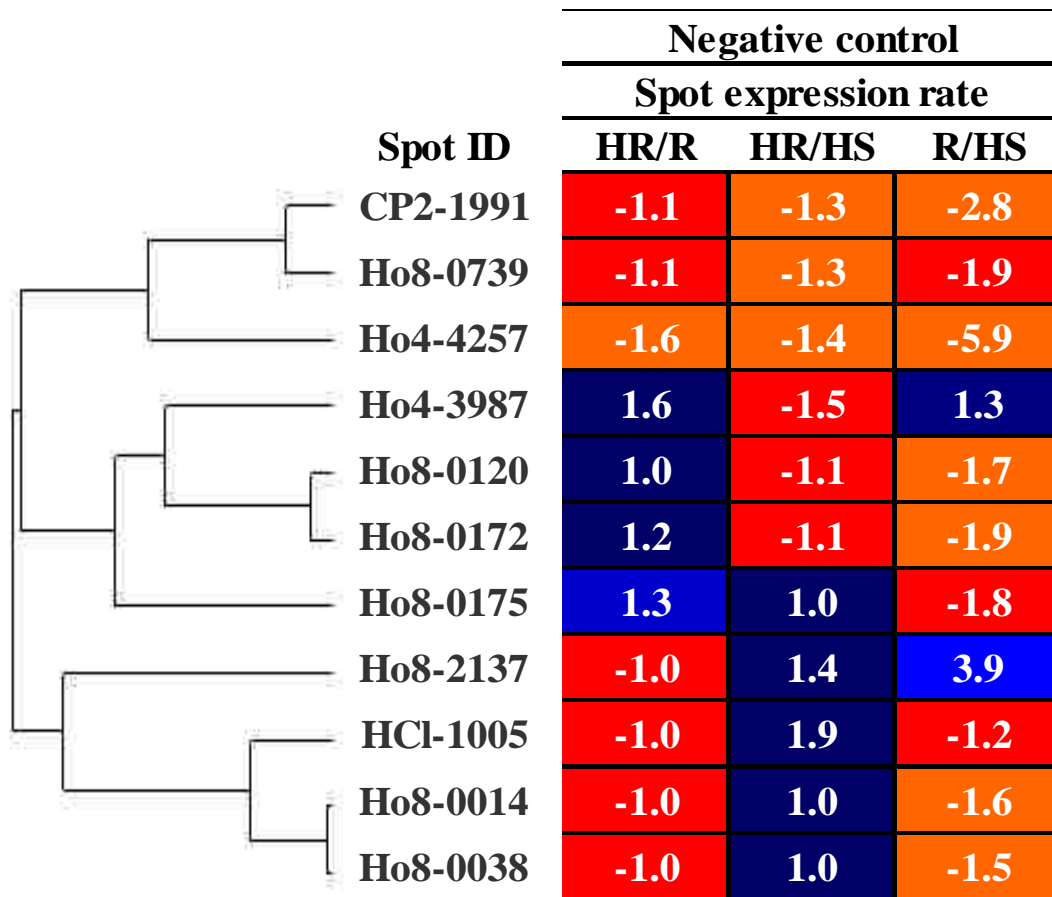 Negative control
Spot expression rate
Spot ID HR/R HR/HS R/HS
CP2-1991 -1.1 -1.3 -2.8
Ho8-0739 -1.1 -1.3 -1.9
Ho4-4257 -1.6 -1.4 -5.9
Ho4-3987 1.6 -1.5 1.3
Ho8-0120 1.0 -1.1 -1.7
Ho8-0172 1.2 -1.1 -1.9
Ho8-0175 1.3 1.0 -1.8
Ho8-2137 -1.0 1.4 3.9
HCl-1005 -1.0 1.9 -1.2
Ho8-0014 -1.0 1.0 -1.6
Ho8-0038 -1.0 1.0 -1.5